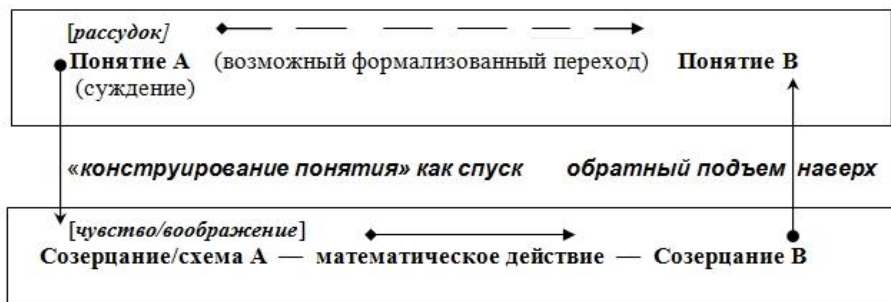 [рассудок]
Понятие А (возможный формализованный переход) Понятие В
(суждение)
«конструирование понятия» как спуск обратный подъем наверх
[чувство/воображение]
Созерцание/схема А — математическое действие — Созерцание В